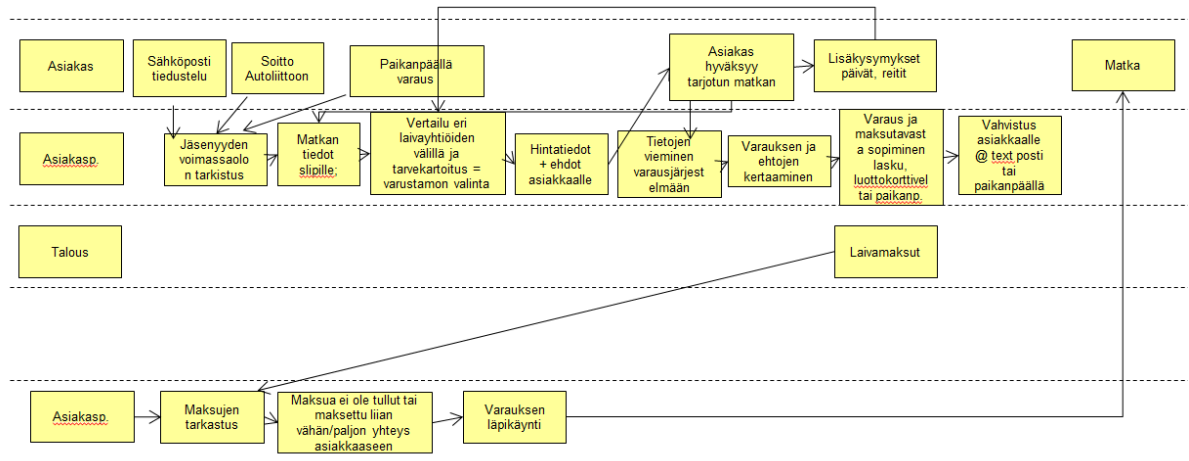 Asiakas
Sähköposti
tiedustelu
Soitto
Autoliittoon
Paikanpäällä
varaus
Asiakas
hyväksyy
tarjotun matkan
Lisäkysymykset
päivät, reitit
Matka
Asiakasp.
Jäsenyyden
voimassaolo
n tarkistus
Matkan
tiedot
slipille;
Vertailu eri
laivayhtiöiden
välillä ja
tarvekartoitus =
varustamon valinta
Hintatiedot
+ ehdot
asiakkaalle
Tietojen
vieminen
varausjärjest
elmään
Varauksen ja
ehtojen
kertaaminen
Varaus ja
maksutavast
a sopiminen
lasku,
luottokorttivel
tai paikanp.
Vahvistus
asiakkaalle
@ text posti
tai
paikanpäällä
Talous
Laivamaksut
Asiakasp.
Maksujen
tarkastus
Maksua ei ole tullut tai
maksettu liian
vähän/paljon yhteys
asiakkaaseen
Varauksen
läpikäynti